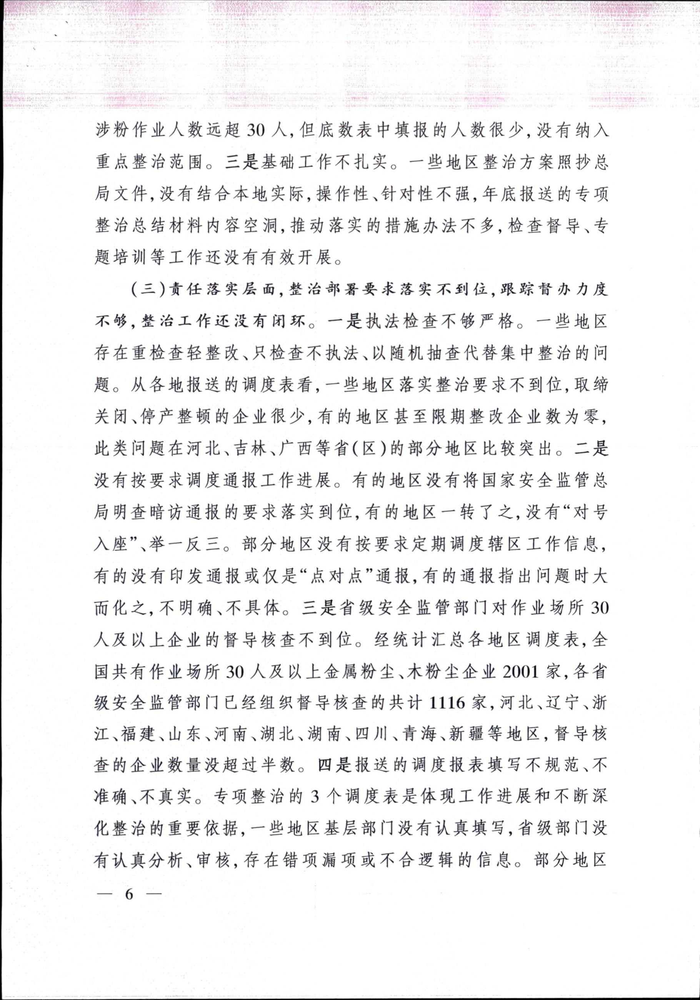 涉粉作业人数远超 30 人,但底数表中填报的人数很少,没有纳入
重点整治范围。三是基础工作不扎实。一些地区整治方案照抄总
局文件,没有结合本地实际,操作性、针对性不强,年底报送的专项
整治总结材料内容空洞,推动落实的措施办法不多,检查督导、专
题培训等工作还没有有效开展。
(三)责任落实层面,整治部署要求落实不到位,跟踪督办力度
不够,整治工作还没有闭环。一是执法检查不够严格。一些地区
存在重检查轻整改、只检查不执法、以随机抽查代替集中整治的问
题。从各地报送的调度表看,一些地区落实整治要求不到位,取缔
关闭、停产整顿的企业很少,有的地区甚至限期整改企业数为零,
此类问题在河北、吉林、广西等省(区)的部分地区比较突出。二是
没有按要求调度通报工作进展。有的地区没有将国家安全监管总
局明查暗访通报的要求落实到位,有的地区一转了之,没有“对号
入座”、举一反三。部分地区没有按要求定期调度辖区工作信息,
有的没有印发通报或仅是“点对点”通报,有的通报指出问题时大
而化之,不明确、不具体。三是省级安全监管部门对作业场所 30
人及以上企业的督导核查不到位。经统计汇总各地区调度表,全
国共有作业场所 30 人及以上金属粉尘、木粉尘企业 2001 家,各省
级安全监管部门已经组织督导核查的共计 1116 家,河北、辽宁、浙
江、福建、山东、河南、湖北、湖南、四川、青海、新疆等地区,督导核
查的企业数量没超过半数。四是报送的调度报表填写不规范、不
准确、不真实。专项整治的 3 个调度表是体现工作进展和不断深
化整治的重要依据,一些地区基层部门没有认真填写,省级部门没
有认真分析、审核,存在错项漏项或不合逻辑的信息。部分地区
— 6 —